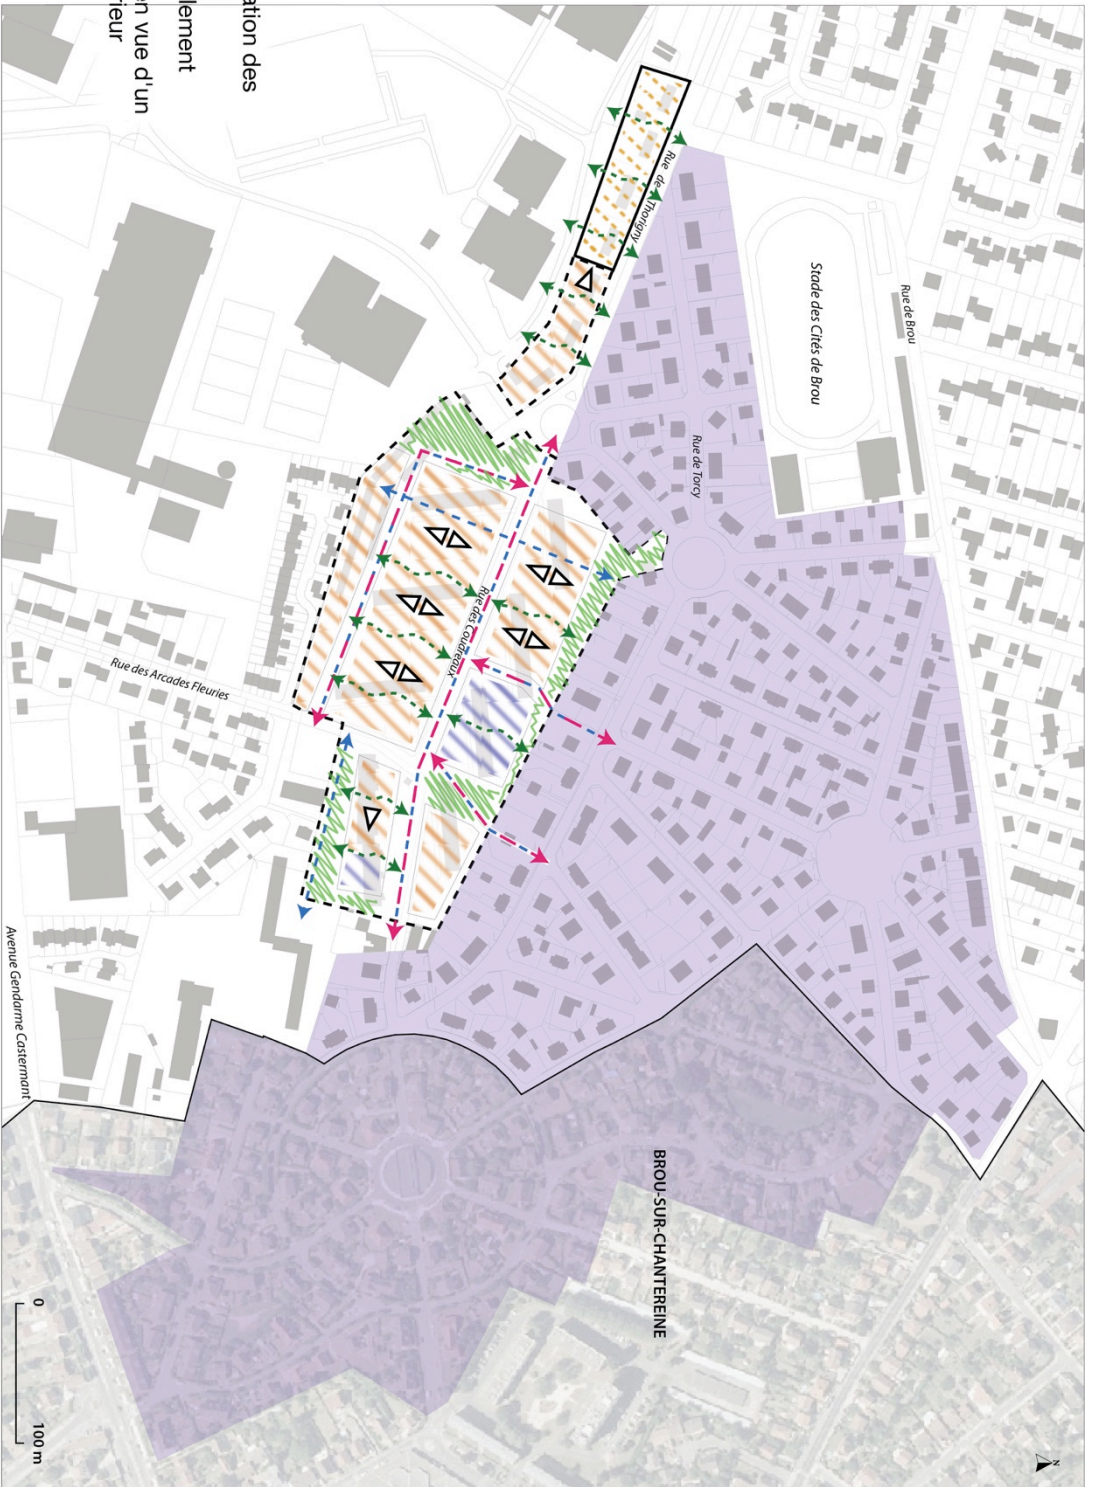 ation des
lement
en vue d'un
rieur
Rue de Thorigny
Stade des Cités de Brou
Rue de Brou
Rue de Torcy
Rue des Coudreaux
Rue des Arcades Fleuries
Avenue Gendarme Castermant
BROU-SUR-CHANTEREINE
0
100 m
N